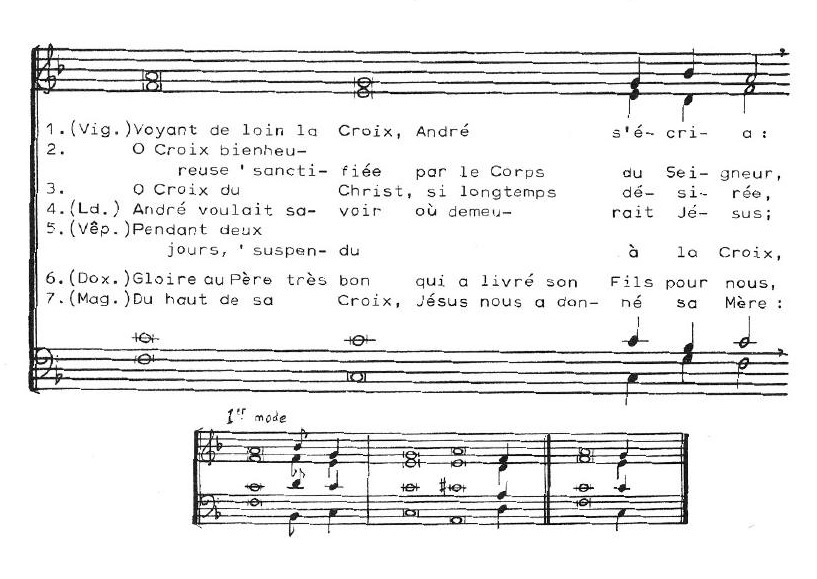 1.(Vig.)Voyant de loin la Croix, André s'é- cri- a :
2. O Croix bienheu-
reuse ' sancti- fiée par le Corps du Sei- gneur,
3. O Croix du Christ, si longtemps dé- si- rée,
4.(Ld.) André voulait sa- voir où demeu- rait Jé- sus;
5.(Vêp.)Pendant deux
jours, ' suspen- du à la Croix,
6.(Dox.)Gloire au Père très bon qui a livré son Fils pour nous,
7.(Mag.)Du haut de sa Croix, Jésus nous a don- né sa Mère :
1er mode